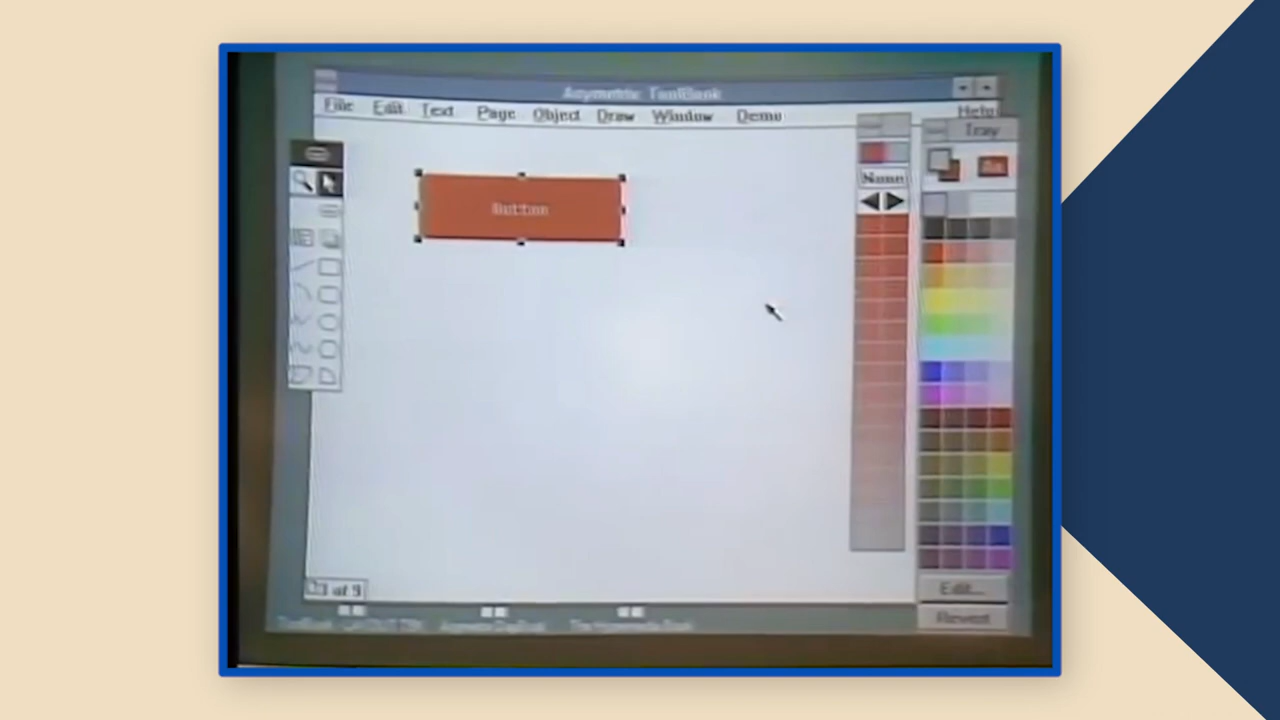 Asymetrix ToolBook
File Edit Text Page Object Draw Window Demo Help
Tray
None
Button
Edit...
Revert